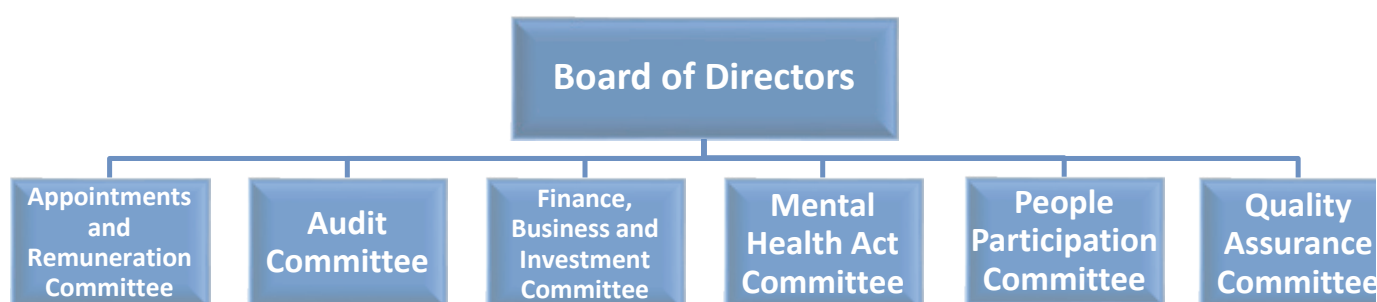 Board of Directors
Appointments
and
Remuneration
Committee
Audit
Committee
Finance,
Business and
Investment
Committee
Mental
Health Act
Committee
People
Participation
Committee
Quality
Assurance
Committee